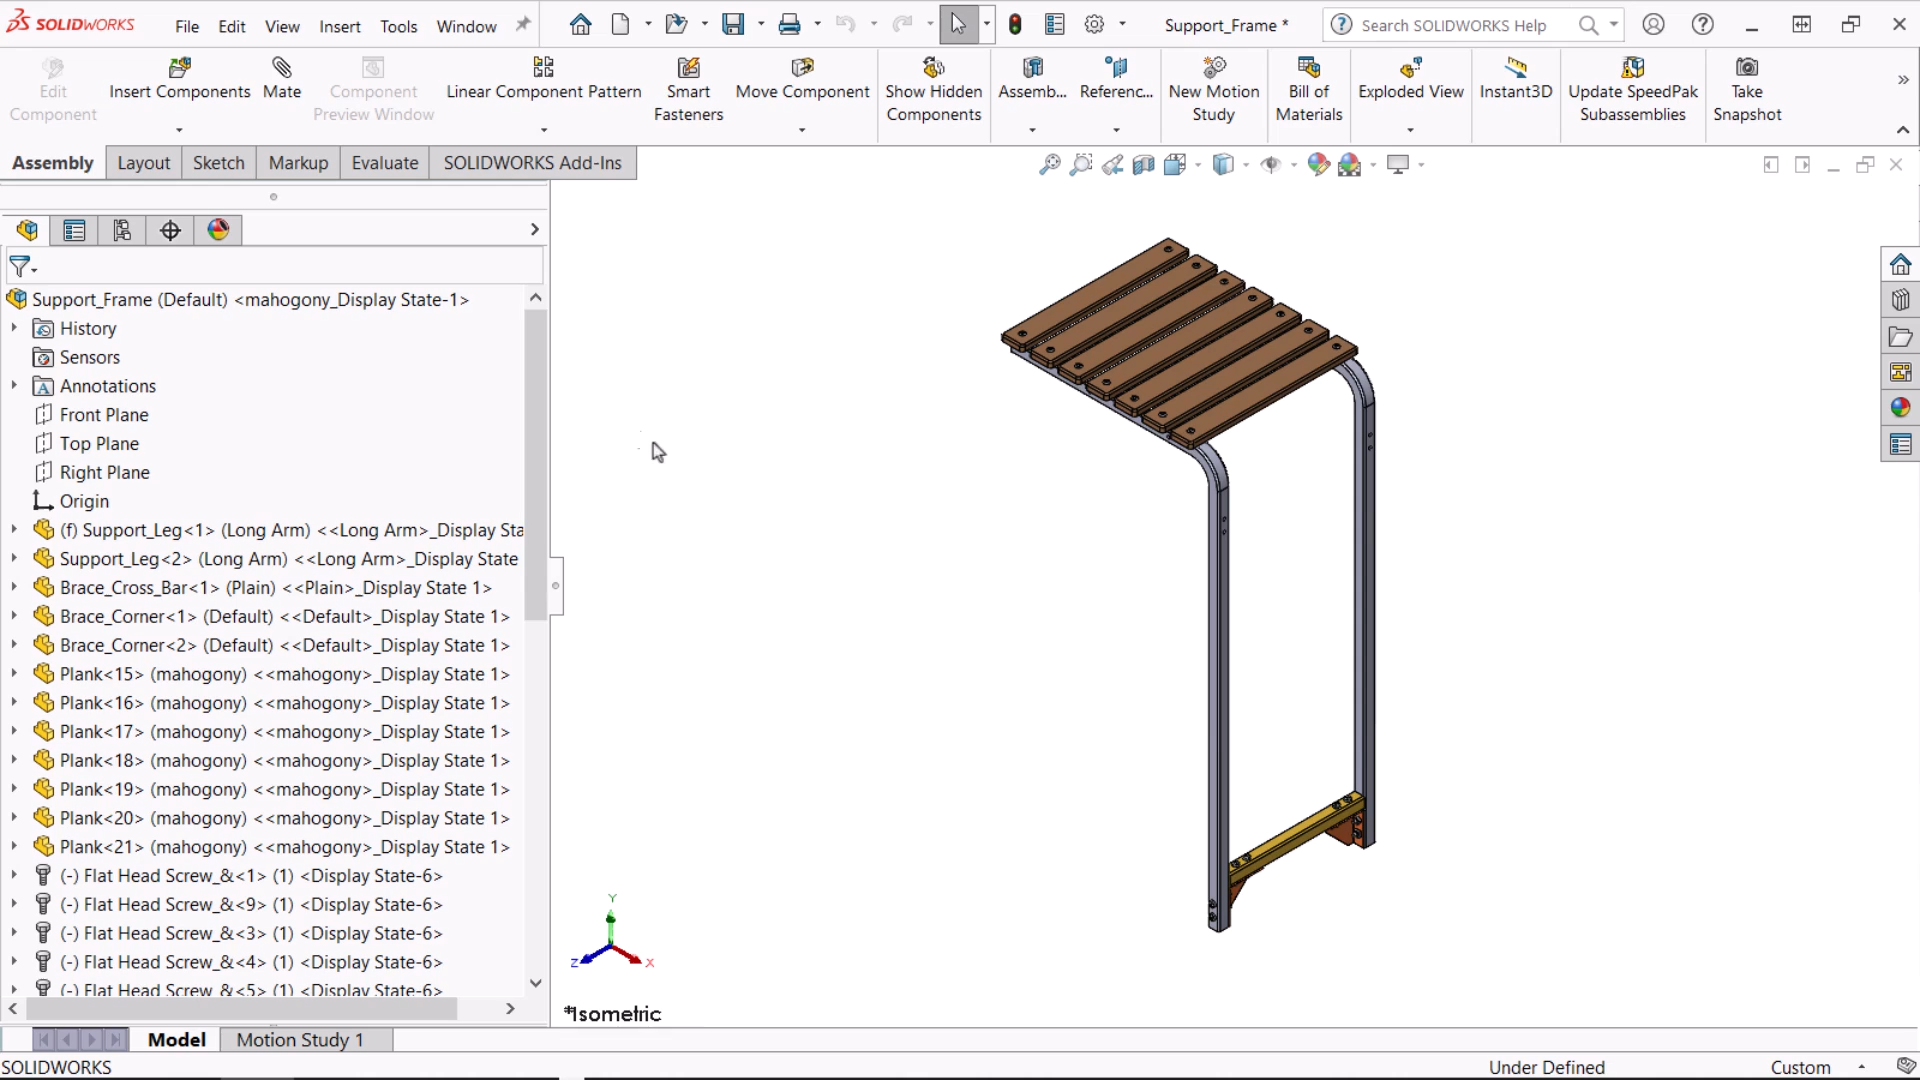 SOLIDWORKS File Edit View Insert Tools Window Support_Frame * Search SOLIDWORKS Help
Edit Component
Insert Components
Mate
Component Preview Window
Linear Component Pattern
Smart Fasteners
Move Component
Show Hidden Components
Assemb...
Referenc...
New Motion Study
Bill of Materials
Exploded View
Instant3D
Update SpeedPak Subassemblies
Take Snapshot
Assembly Layout Sketch Markup Evaluate SOLIDWORKS Add-Ins
Support_Frame (Default) <mahogony_Display State-1>
History
Sensors
Annotations
Front Plane
Top Plane
Right Plane
Origin
(f) Support_Leg<1> (Long Arm) <<Long Arm>_Display Sta
Support_Leg<2> (Long Arm) <<Long Arm>_Display State
Brace_Cross_Bar<1> (Plain) <<Plain>_Display State 1>
Brace_Corner<1> (Default) <<Default>_Display State 1>
Brace_Corner<2> (Default) <<Default>_Display State 1>
Plank<15> (mahogony) <<mahogony>_Display State 1>
Plank<16> (mahogony) <<mahogony>_Display State 1>
Plank<17> (mahogony) <<mahogony>_Display State 1>
Plank<18> (mahogony) <<mahogony>_Display State 1>
Plank<19> (mahogony) <<mahogony>_Display State 1>
Plank<20> (mahogony) <<mahogony>_Display State 1>
Plank<21> (mahogony) <<mahogony>_Display State 1>
(-) Flat Head Screw_&<1> (1) <Display State-6>
(-) Flat Head Screw_&<9> (1) <Display State-6>
(-) Flat Head Screw_&<3> (1) <Display State-6>
(-) Flat Head Screw_&<4> (1) <Display State-6>
(-) Flat Head Screw_&<5> (1) <Display State-6>
Y
Z
X
*Isometric
Model Motion Study 1
SOLIDWORKS Under Defined Custom